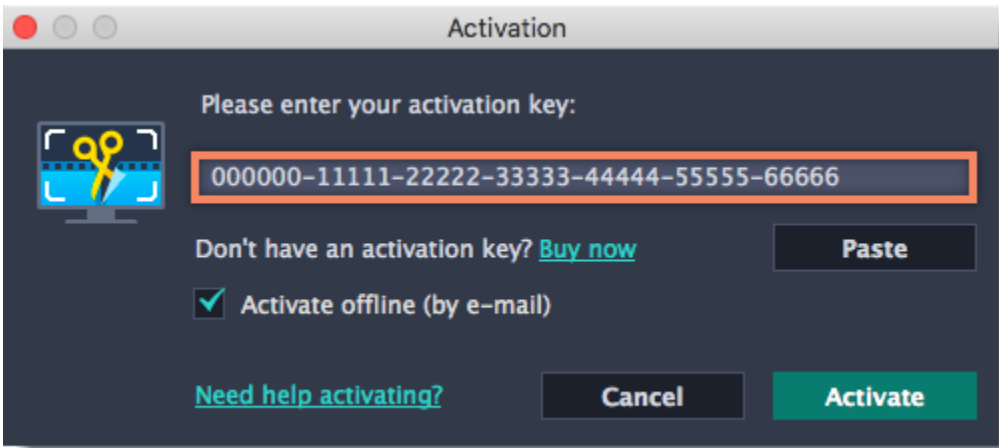 Activation
Please enter your activation key:
000000-11111-22222-33333-44444-55555-66666
Don't have an activation key? Buy now
Paste
Activate offline (by e-mail)
Need help activating?
Cancel
Activate